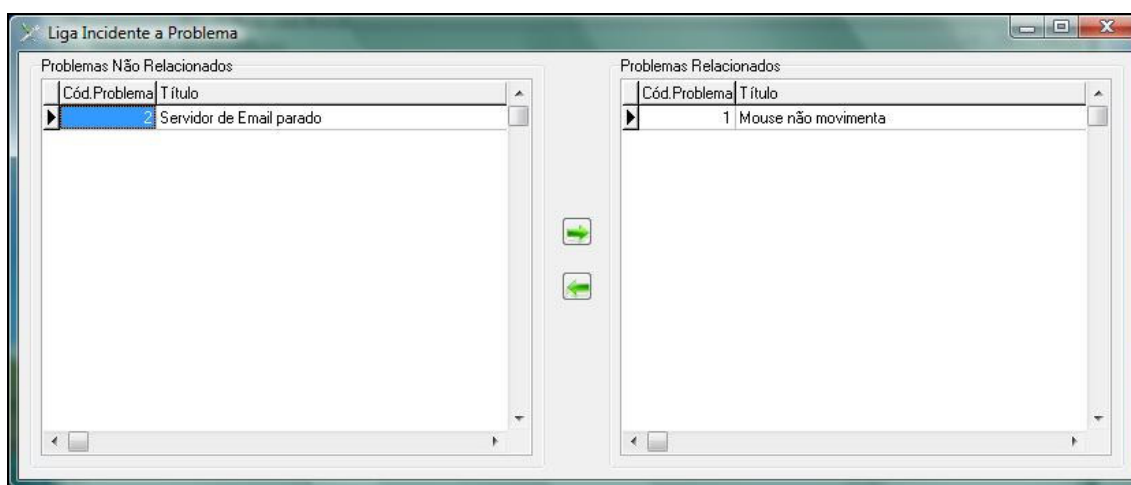 Liga Incidente a Problema
Problemas Não Relacionados
Cód.Problema Título
2 Servidor de Email parado
Problemas Relacionados
Cód.Problema Título
1 Mouse não movimenta